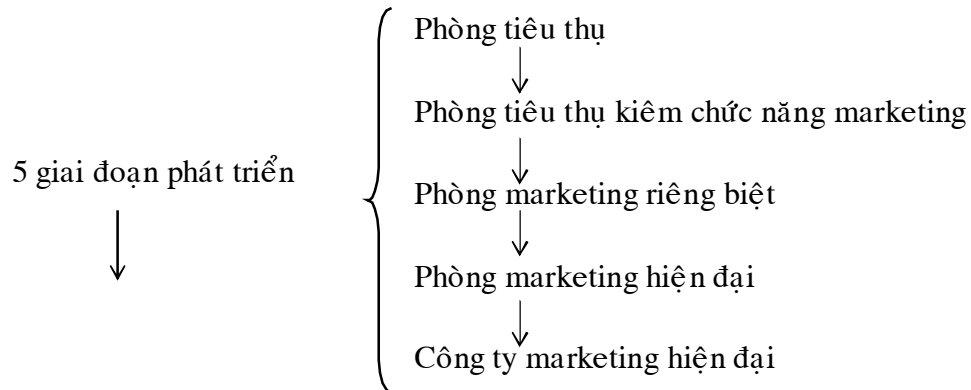 Phòng tiêu thụ
Phòng tiêu thụ kiêm chức năng marketing
5 giai đoạn phát triển
Phòng marketing riêng biệt
Phòng marketing hiện đại
Công ty marketing hiện đại